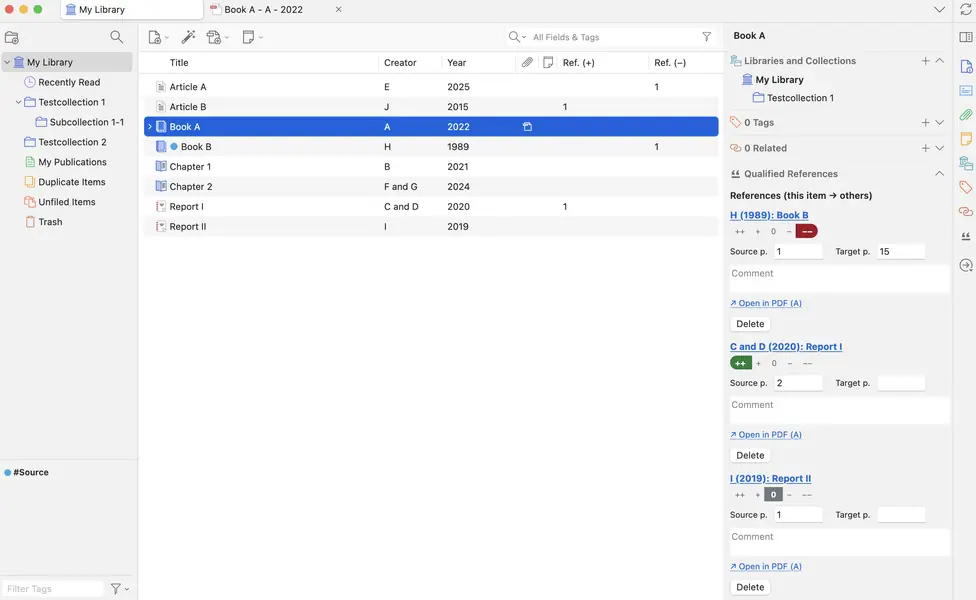 My Library
Book A - A - 2022
All Fields & Tags
My Library
Recently Read
Testcollection 1
Subcollection 1-1
Testcollection 2
My Publications
Duplicate Items
Unfiled Items
Trash
#Source
Filter Tags
Title Creator Year Ref. (+) Ref. (−)
Article A E 2025 1
Article B J 2015 1
Book A A 2022
Book B H 1989 1
Chapter 1 B 2021
Chapter 2 F and G 2024
Report I C and D 2020 1
Report II I 2019
Book A
Libraries and Collections
My Library
Testcollection 1
0 Tags
0 Related
Qualified References
References (this item → others)
H (1989): Book B
++ + 0 − −−
Source p. 1 Target p. 15
Comment
↗ Open in PDF (A)
Delete
C and D (2020): Report I
++ + 0 − −−
Source p. 2 Target p.
Comment
↗ Open in PDF (A)
Delete
I (2019): Report II
++ + 0 − −−
Source p. 1 Target p.
Comment
↗ Open in PDF (A)
Delete